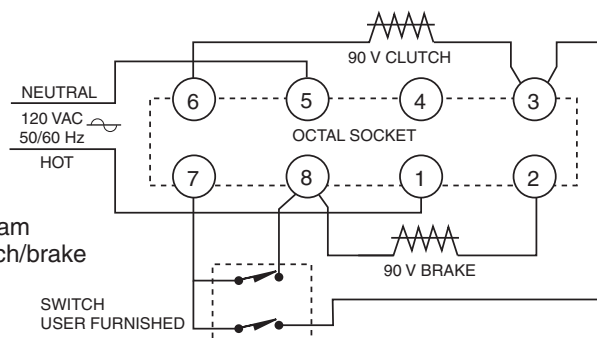 90 V CLUTCH
NEUTRAL
6
5
4
3
120 VAC
50/60 Hz
OCTAL SOCKET
HOT
7
8
1
2
am
ch/brake
90 V BRAKE
SWITCH
USER FURNISHED